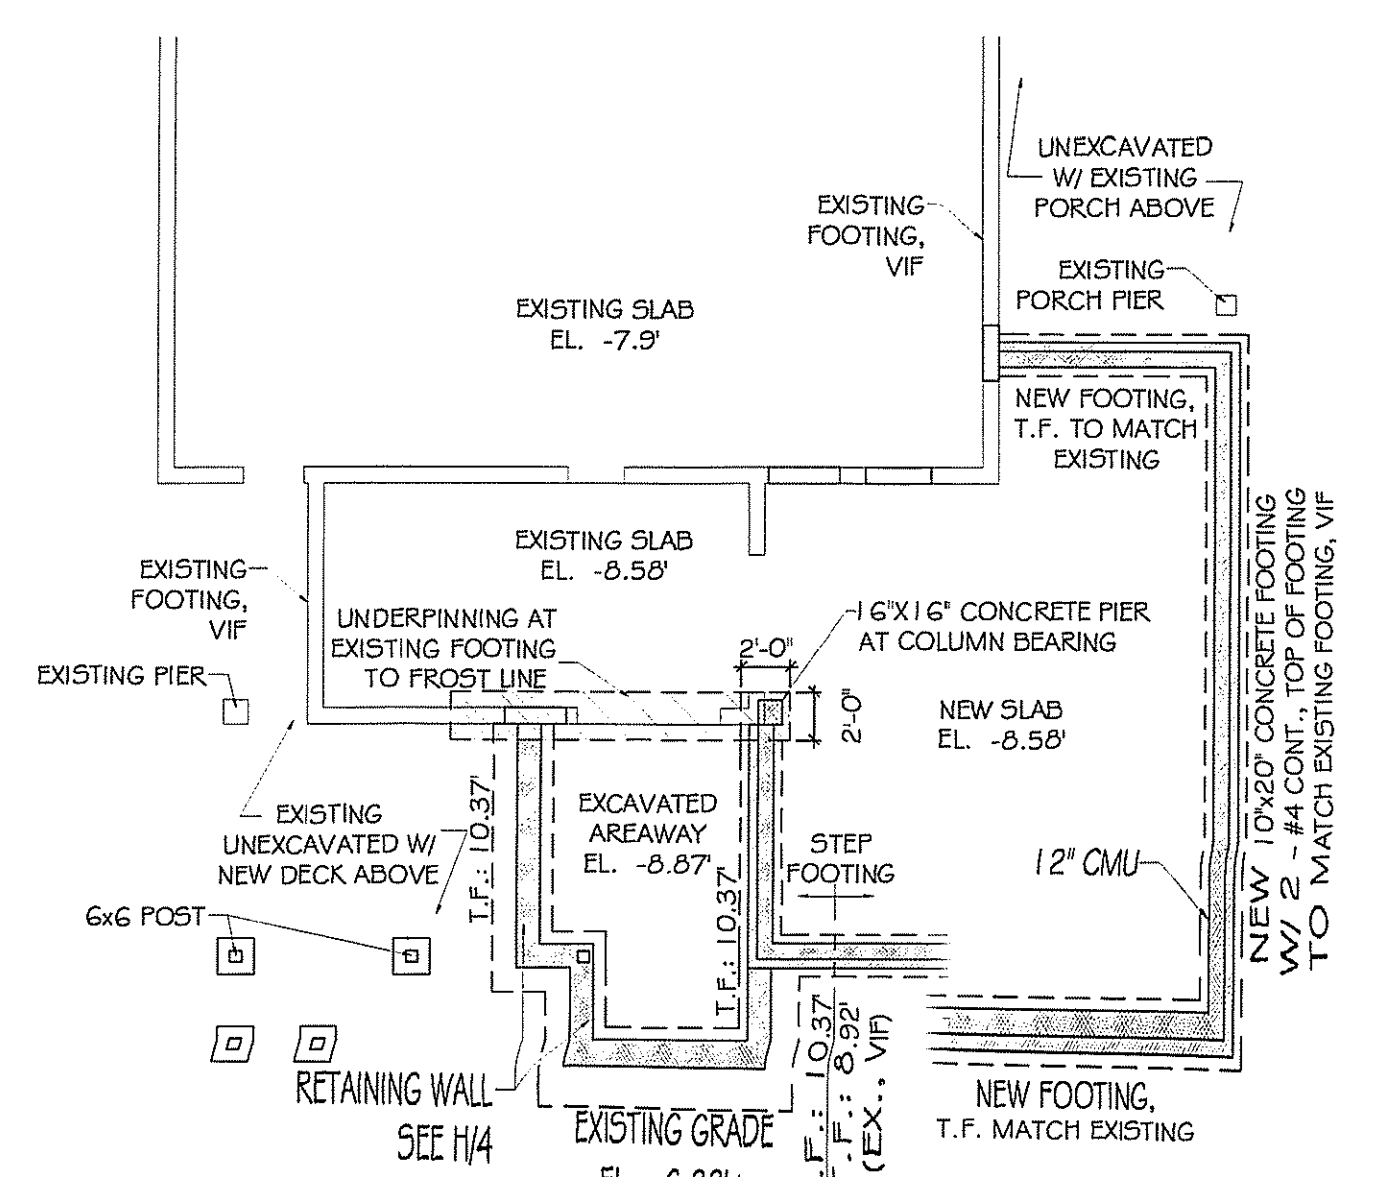 UNEXCAVATED
W/ EXISTING
PORCH ABOVE
EXISTING
FOOTING,
VIF
EXISTING
PORCH PIER
EXISTING SLAB
EL. -7.9'
NEW FOOTING,
T.F. TO MATCH
EXISTING
EXISTING SLAB
EL. -8.58'
EXISTING
FOOTING,
VIF
UNDERPINNING AT
EXISTING FOOTING
TO FROST LINE
16"X16" CONCRETE PIER
AT COLUMN BEARING
2'-0"
2'-0"
EXISTING PIER
NEW SLAB
EL. -8.58'
NEW 10"x20" CONCRETE FOOTING
W/ 2 - #4 CONT., TOP OF FOOTING
TO MATCH EXISTING FOOTING, VIF
EXISTING
UNEXCAVATED W/
NEW DECK ABOVE
T.F.: 10.37'
EXCAVATED
AREAWAY
EL. -8.87'
T.F.: 10.37'
STEP
FOOTING
12" CMU
6x6 POST
RETAINING WALL
SEE H/4
EXISTING GRADE
.F.: 10.37'
.F.: 8.92'
(EX., VIF)
NEW FOOTING,
T.F. MATCH EXISTING